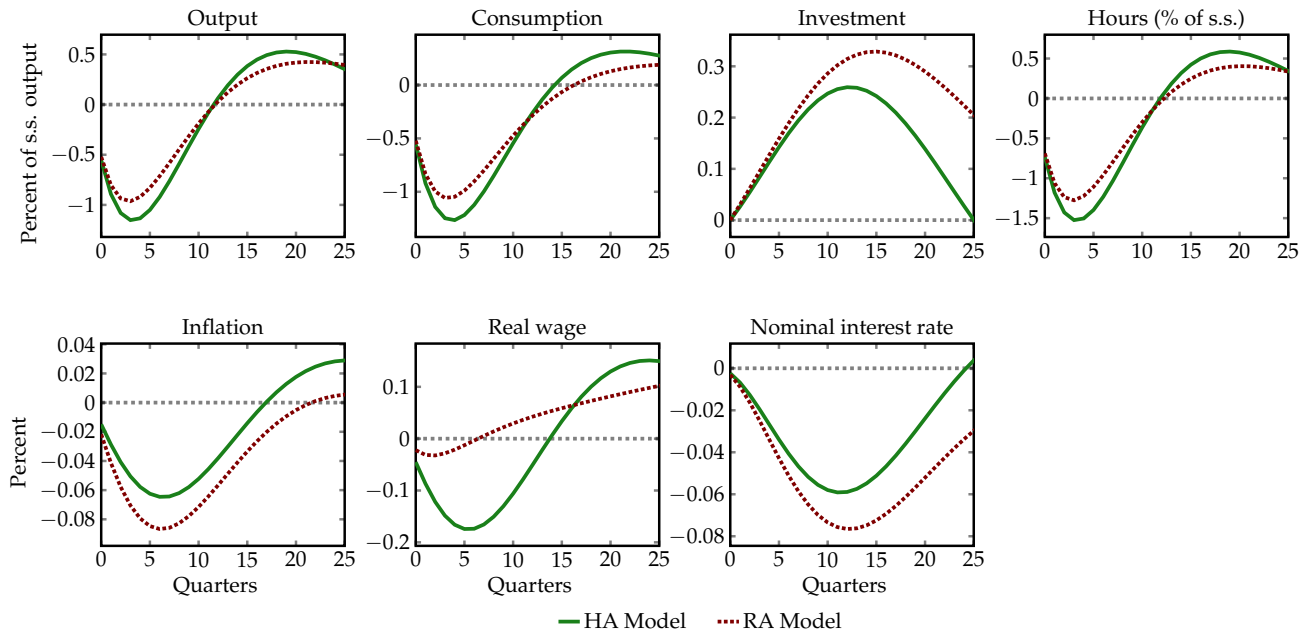 Output Consumption Investment Hours (% of s.s.)
Percent of s.s. output
0.5
0
−0.5
−1
0 5 10 15 20 25
0
−0.5
−1
0 5 10 15 20 25
0.3
0.2
0.1
0
0 5 10 15 20 25
0.5
0
−0.5
−1
−1.5
0 5 10 15 20 25
Inflation Real wage Nominal interest rate
Percent
0.04
0.02
0
−0.02
−0.04
−0.06
−0.08
0 5 10 15 20 25
Quarters
0.1
0
−0.1
−0.2
0 5 10 15 20 25
0
−0.02
−0.04
−0.06
−0.08
0 5 10 15 20 25
Quarters
HA Model RA Model